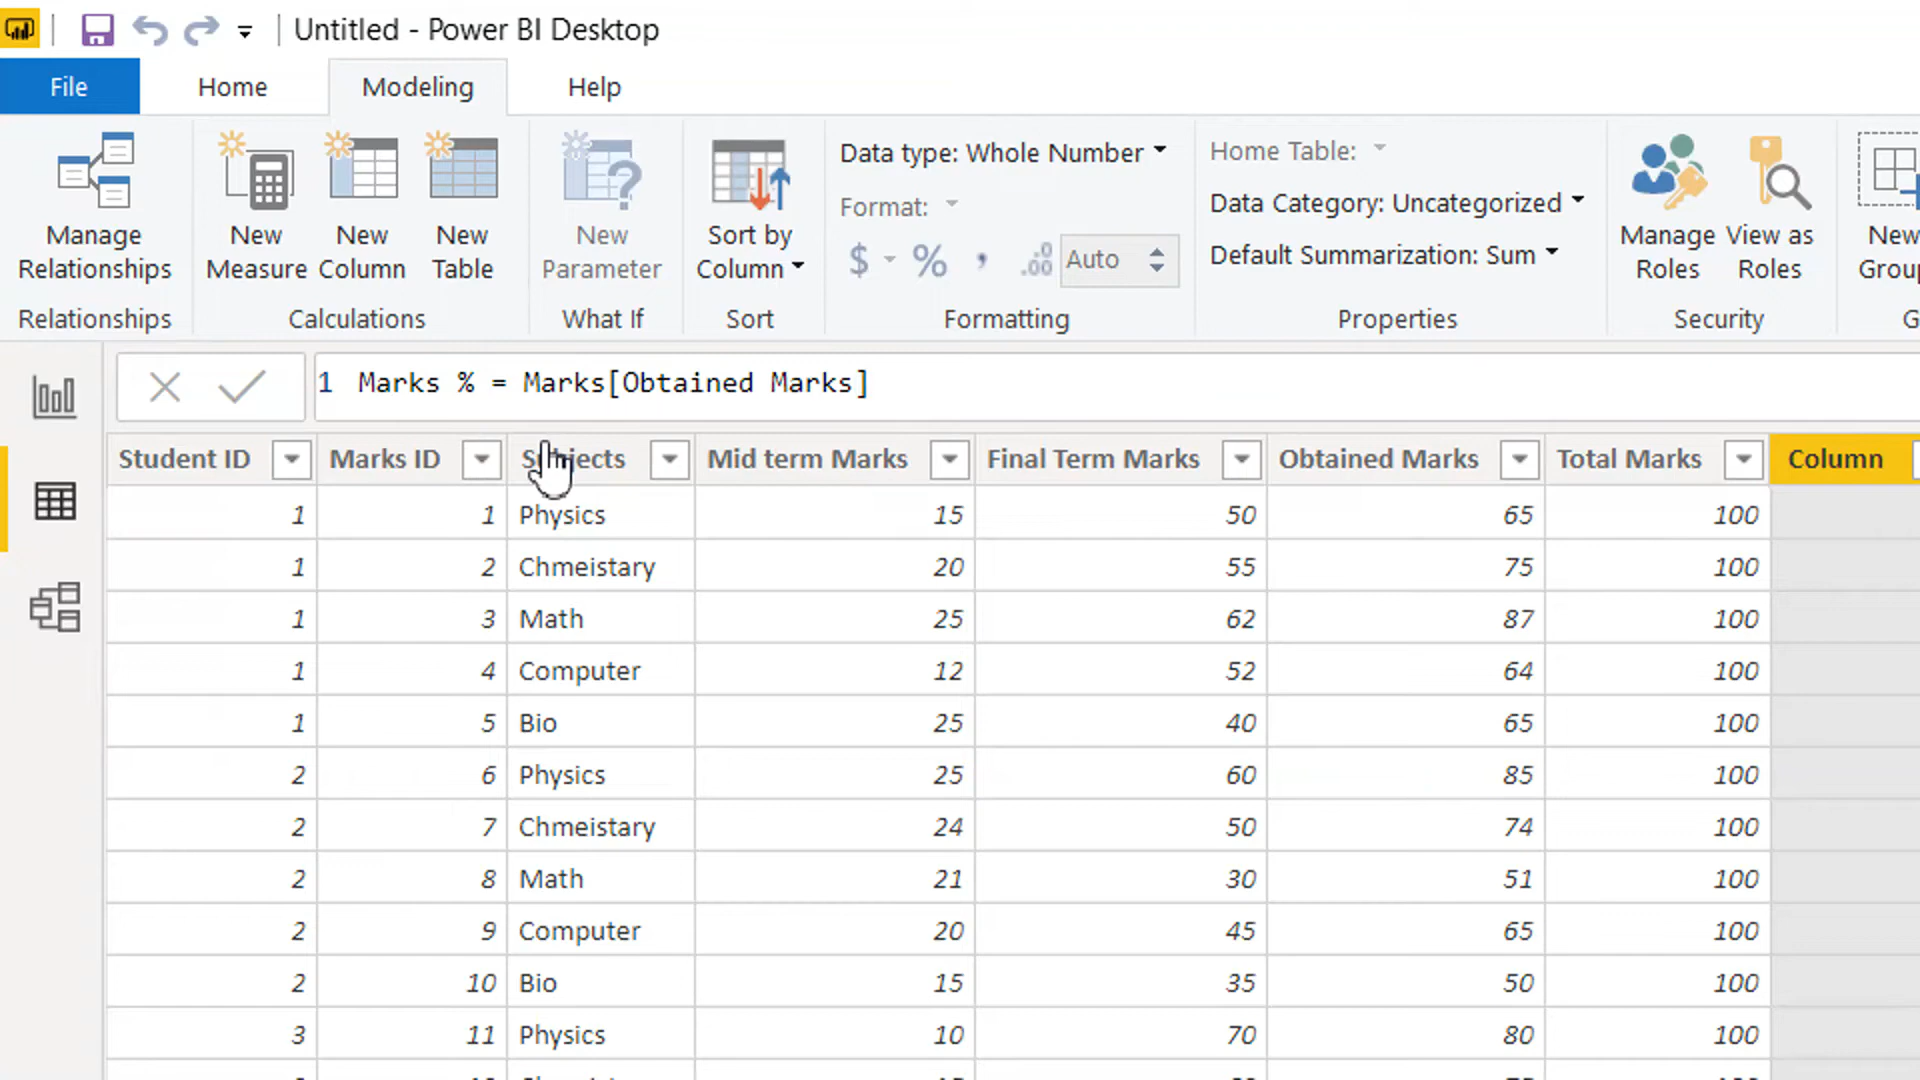 Untitled - Power BI Desktop
File Home Modeling Help
Manage Relationships
New Measure
New Column
New Table
New Parameter
Sort by Column
Data type: Whole Number
Format:
$ % , .00 Auto
Home Table:
Data Category: Uncategorized
Default Summarization: Sum
Manage Roles
View as Roles
New
Relationships Calculations What If Sort Formatting Properties Security
1 Marks % = Marks[Obtained Marks]
Student ID Marks ID Subjects Mid term Marks Final Term Marks Obtained Marks Total Marks Column
1 1 Physics 15 50 65 100
1 2 Chmeistary 20 55 75 100
1 3 Math 25 62 87 100
1 4 Computer 12 52 64 100
1 5 Bio 25 40 65 100
2 6 Physics 25 60 85 100
2 7 Chmeistary 24 50 74 100
2 8 Math 21 30 51 100
2 9 Computer 20 45 65 100
2 10 Bio 15 35 50 100
3 11 Physics 10 70 80 100